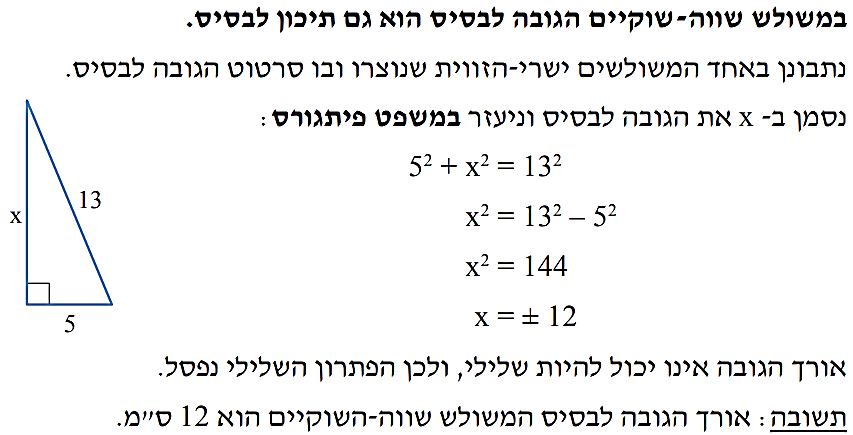 במשולש שווה-שוקיים הגובה לבסיס הוא גם תיכון לבסיס.
נתבונן באחד המשולשים ישרי-הזווית שנוצרו ובו סרטוט הגובה לבסיס.
נסמן ב- x את הגובה לבסיס וניעזר במשפט פיתגורס:
5² + x² = 13²
x² = 13² – 5²
x² = 144
x = ± 12
13
x
5
אורך הגובה אינו יכול להיות שלילי, ולכן הפתרון השלילי נפסל.
תשובה: אורך הגובה לבסיס המשולש שווה-השוקיים הוא 12 ס״מ.